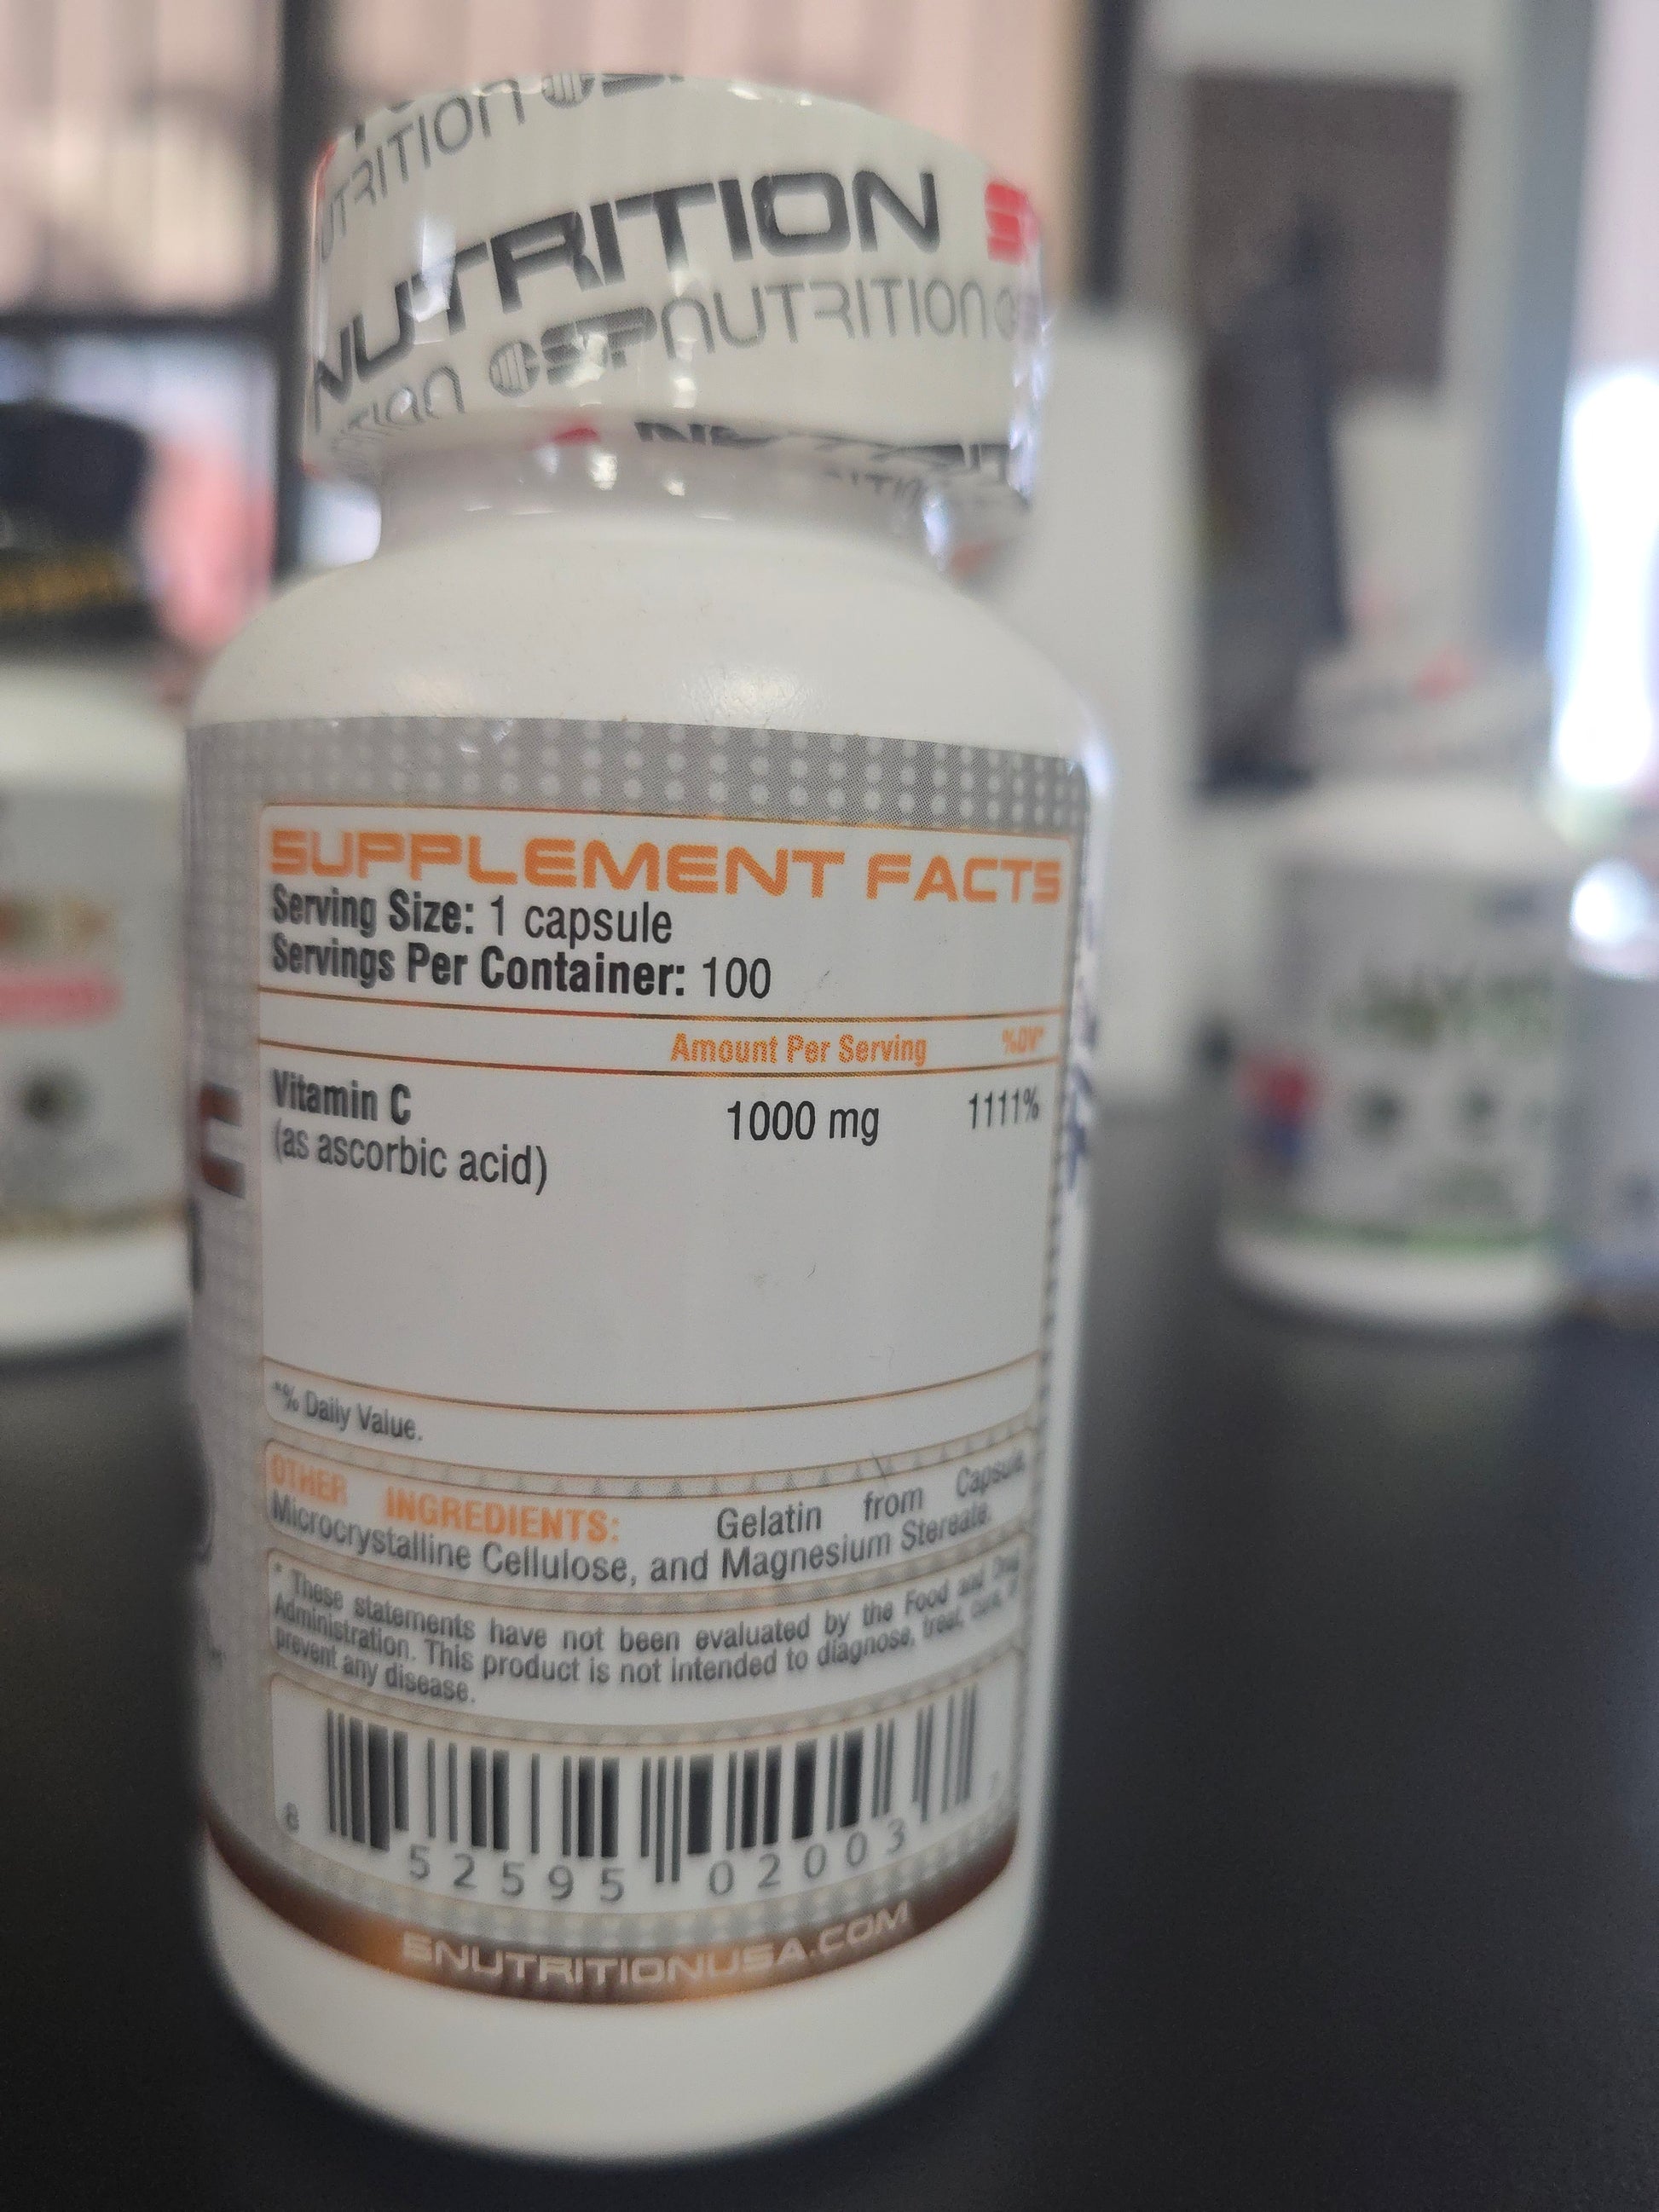 NUTRITION
NUTRITION
SPNUTRITION
SUPPLEMENT FACTS
Serving Size: 1 capsule
Servings Per Container: 100
Amount Per Serving %DV*
Vitamin C 1000 mg 1111%
(as ascorbic acid)
*% Daily Value.
OTHER INGREDIENTS: Gelatin from Capsule,
Microcrystalline Cellulose, and Magnesium Stereate.
* These statements have not been evaluated by the Food and Drug
Administration. This product is not intended to diagnose, treat, cure, or
prevent any disease.
8 52595 02003
SNUTRITIONUSA.COM